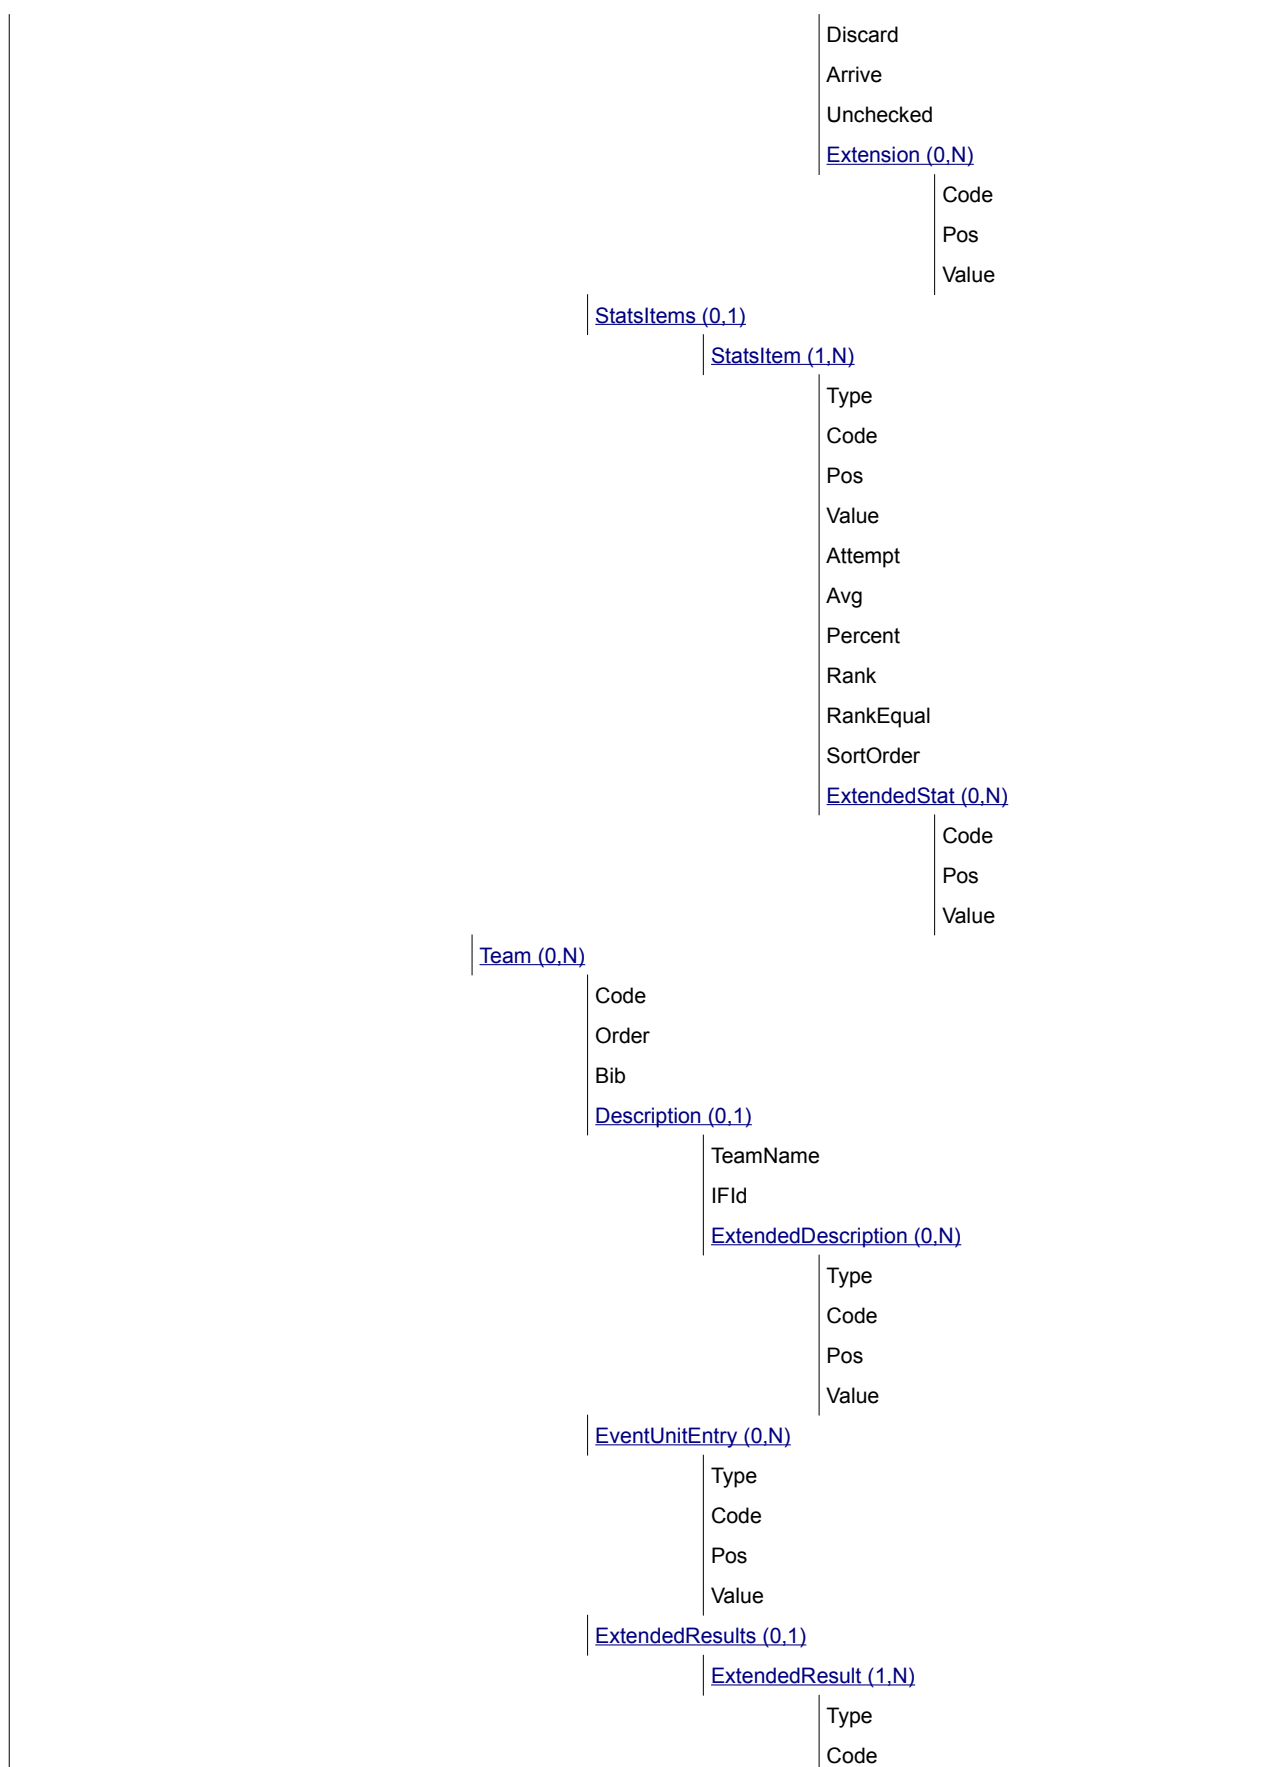 Discard
Arrive
Unchecked
Extension (0,N)
Code
Pos
Value
StatsItems (0,1)
StatsItem (1,N)
Type
Code
Pos
Value
Attempt
Avg
Percent
Rank
RankEqual
SortOrder
ExtendedStat (0,N)
Code
Pos
Value
Team (0,N)
Code
Order
Bib
Description (0,1)
TeamName
IFId
ExtendedDescription (0,N)
Type
Code
Pos
Value
EventUnitEntry (0,N)
Type
Code
Pos
Value
ExtendedResults (0,1)
ExtendedResult (1,N)
Type
Code